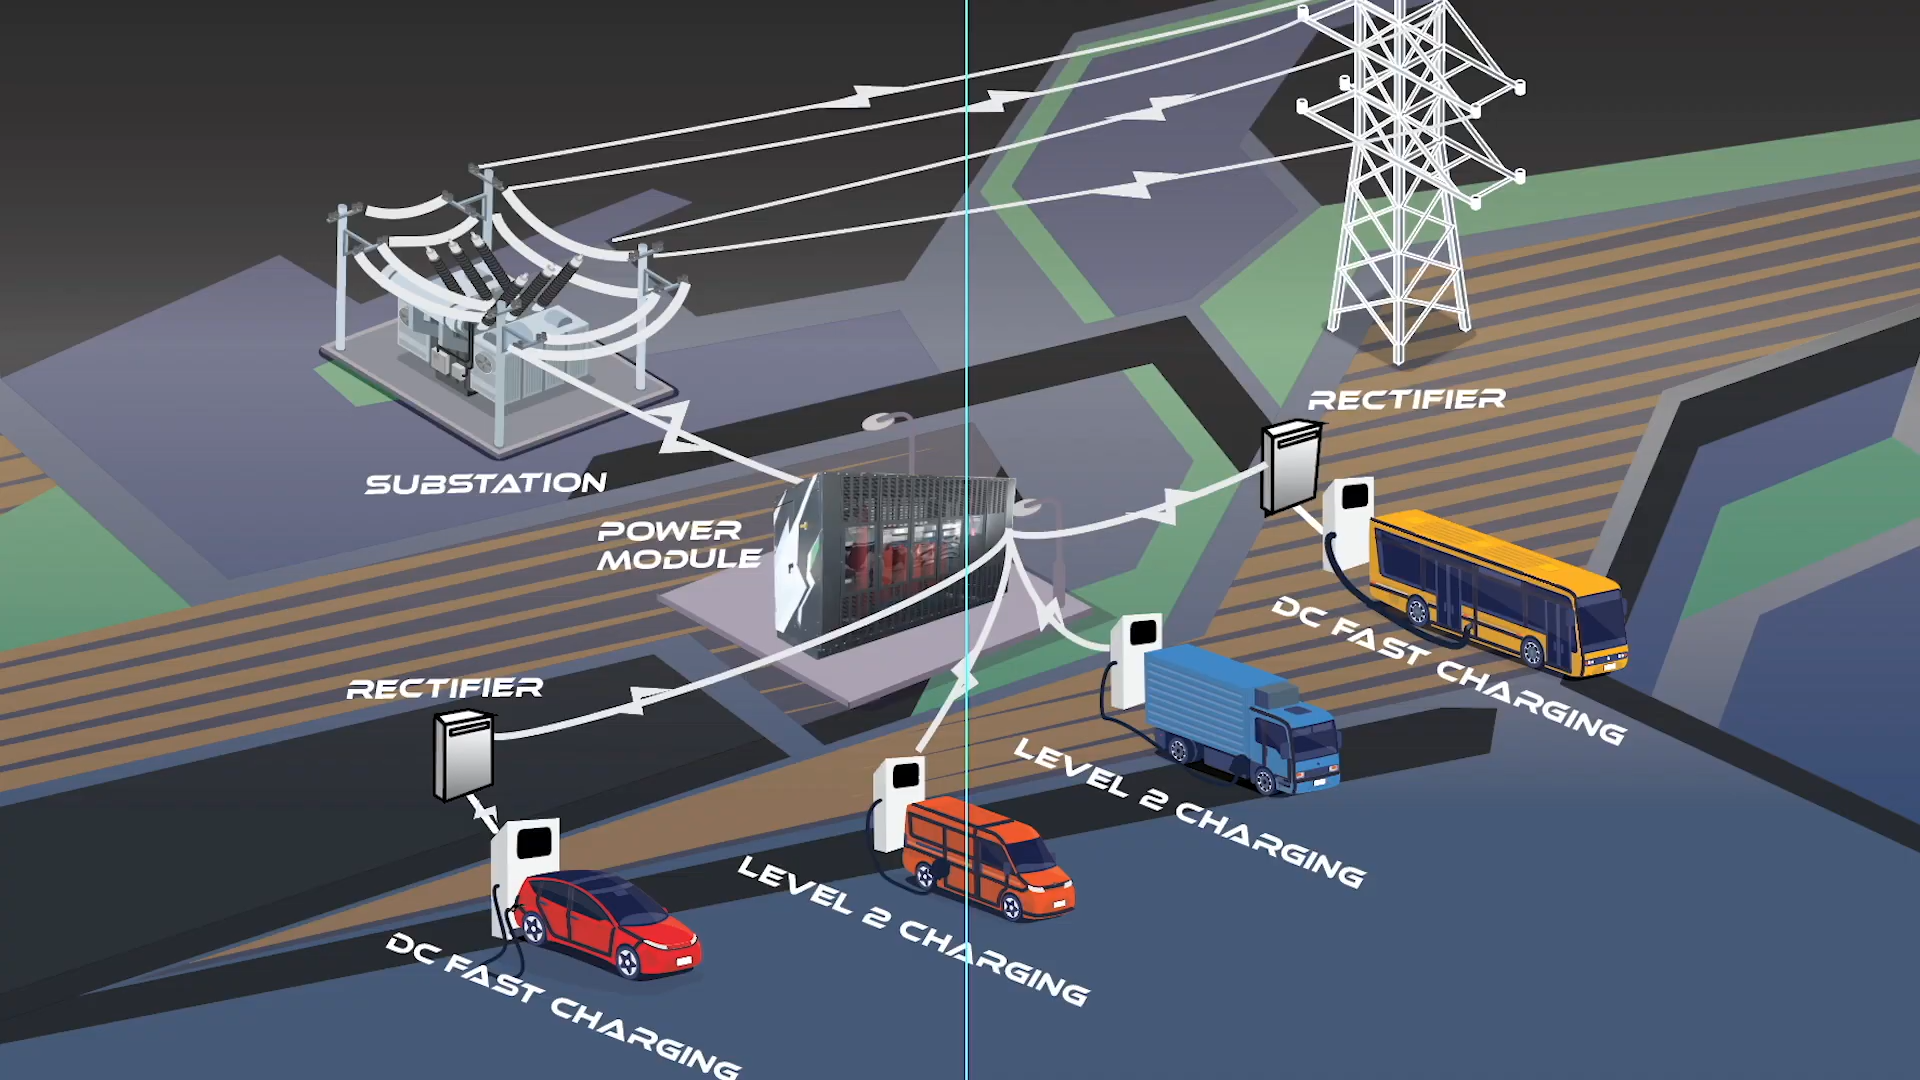 RECTIFIER
SUBSTATION
POWER
MODULE
DC FAST CHARGING
RECTIFIER
LEVEL 2 CHARGING
LEVEL 2 CHARGING
DC FAST CHARGING